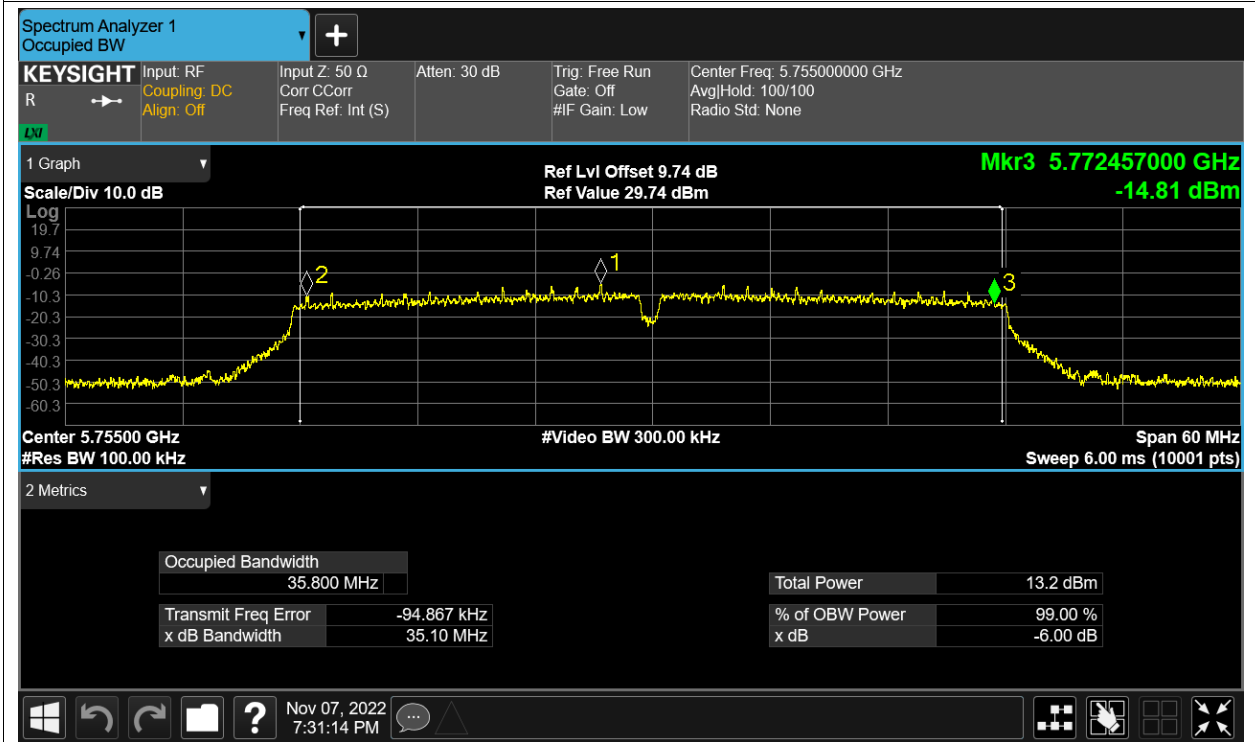 Spectrum Analyzer 1
Occupied BW
KEYSIGHT
R
LXI
Input: RF
Coupling: DC
Align: Off
Input Z: 50 Ω
Corr CCorr
Freq Ref: Int (S)
Atten: 30 dB
Trig: Free Run
Gate: Off
#IF Gain: Low
Center Freq: 5.755000000 GHz
Avg|Hold: 100/100
Radio Std: None
1 Graph
Scale/Div 10.0 dB
Ref Lvl Offset 9.74 dB
Ref Value 29.74 dBm
Mkr3 5.772457000 GHz
-14.81 dBm
Log
19.7
9.74
-0.26
-10.3
-20.3
-30.3
-40.3
-50.3
-60.3
2
1
3
Center 5.75500 GHz
#Res BW 100.00 kHz
#Video BW 300.00 kHz
Span 60 MHz
Sweep 6.00 ms (10001 pts)
2 Metrics
Occupied Bandwidth
35.800 MHz
Transmit Freq Error -94.867 kHz
x dB Bandwidth 35.10 MHz
Total Power 13.2 dBm
% of OBW Power 99.00 %
x dB -6.00 dB
?
Nov 07, 2022
7:31:14 PM